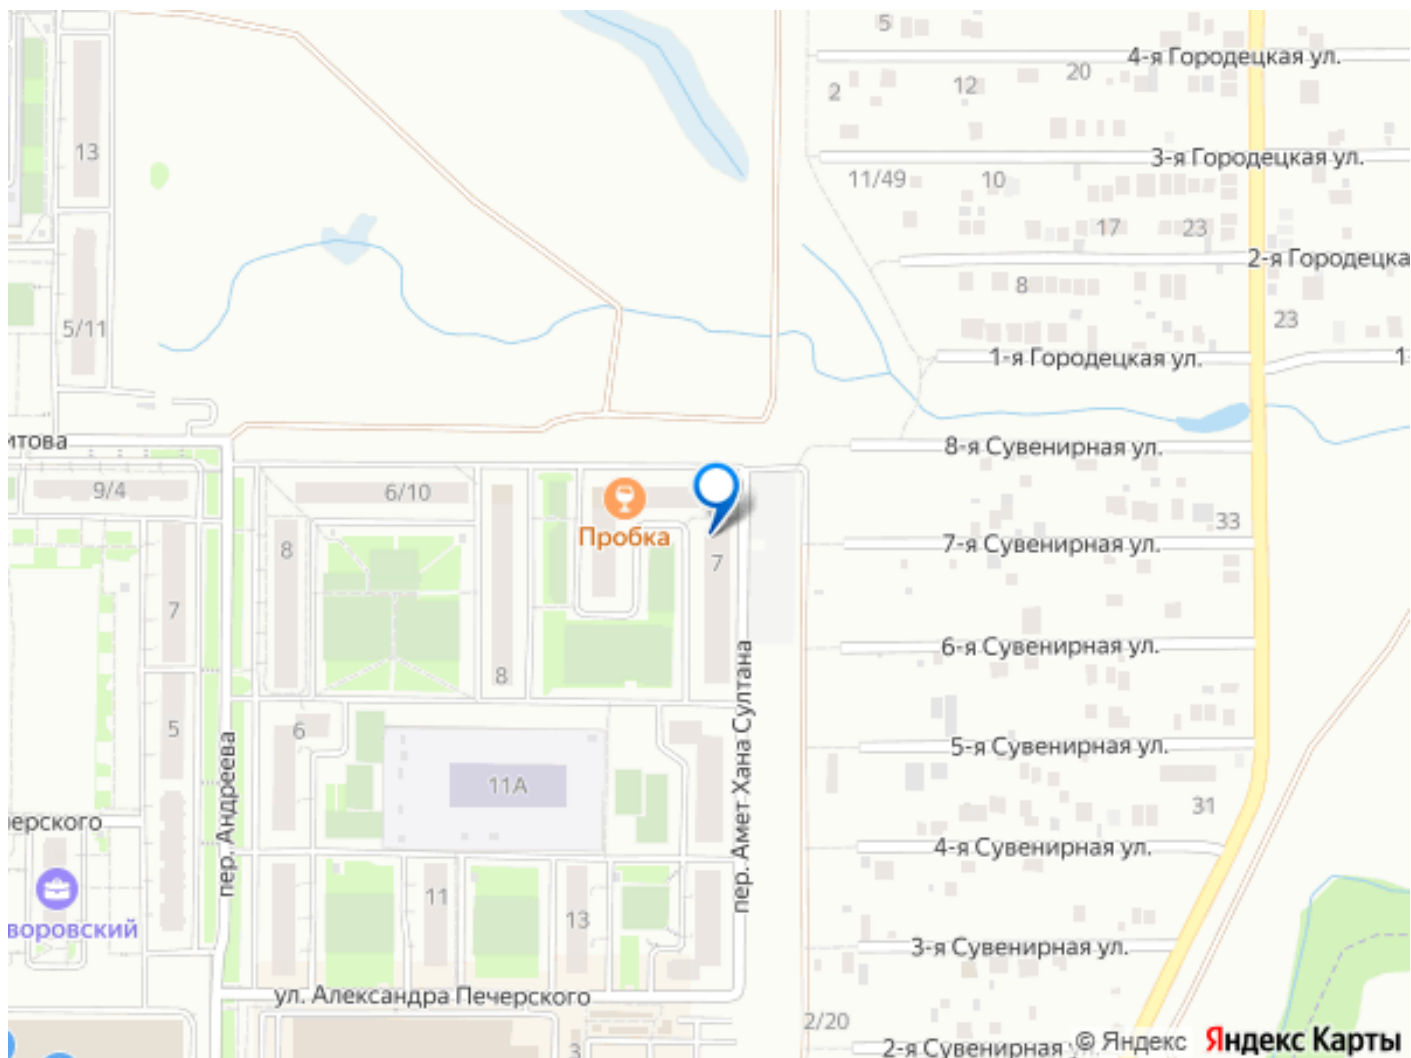 5
4-я Городецкая ул.
20
12
2
13
3-я Городецкая ул.
11/49
10
17
23
2-я Городецка
8
23
5/11
1-я Городецкая ул.
1
итова
8-я Сувенирная ул.
9/4
6/10
Пробка
33
8
7
7-я Сувенирная ул.
7
6-я Сувенирная ул.
8
пер. Амет Хана Султана
5
6
5-я Сувенирная ул.
пер. Андреева
11А
31
черского
4-я Сувенирная ул.
11
13
воровский
3-я Сувенирная ул.
ул. Александра Печерского
2/20
3
2-я Сувенирная у
© Яндекс Яндекс Карты